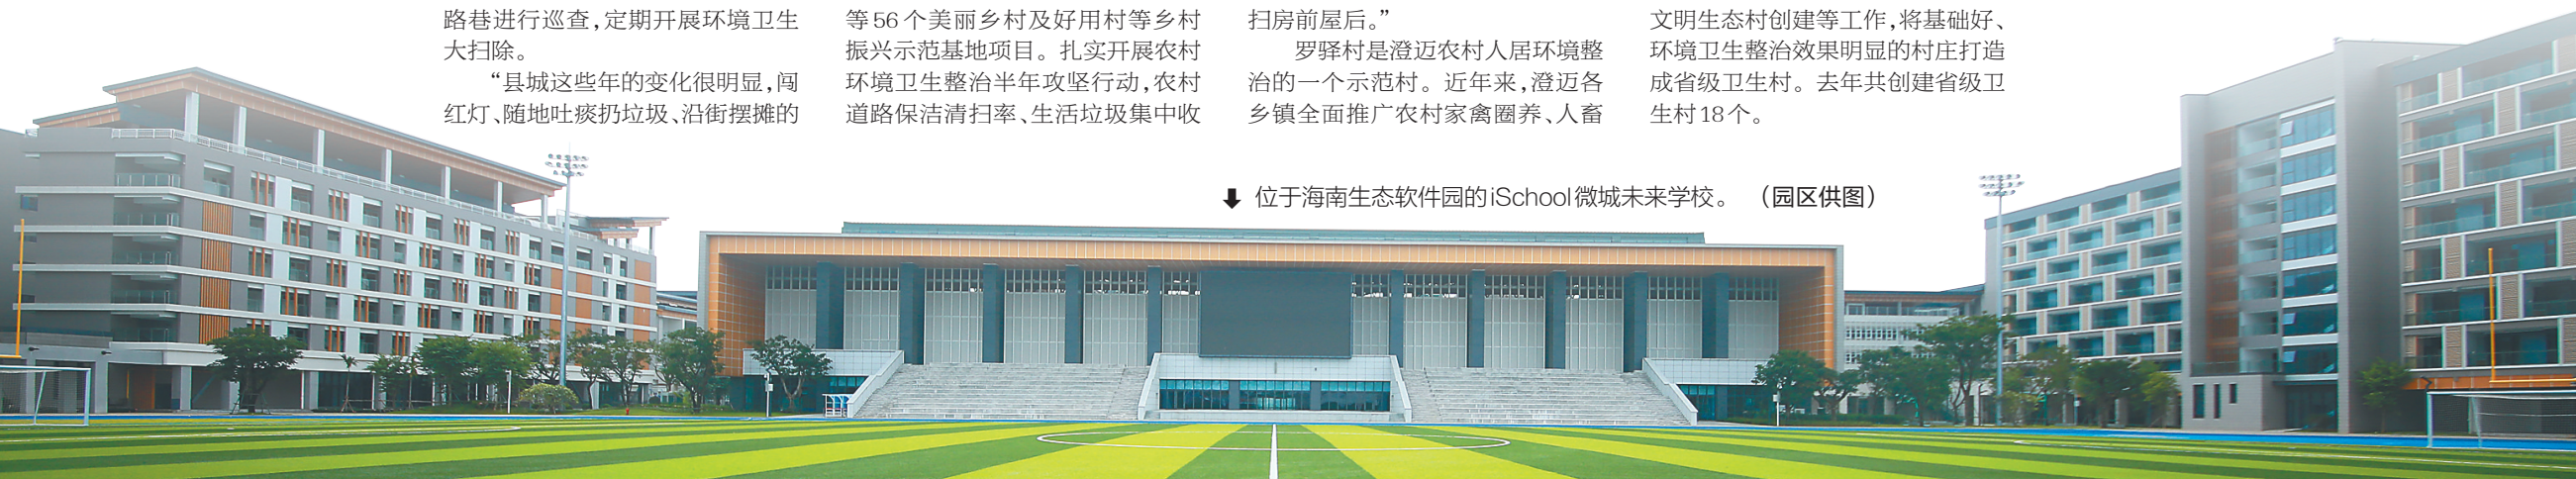 路巷进行巡查，定期开展环境卫生
大扫除。
“县城这些年的变化很明显，闯
红灯、随地吐痰扔垃圾、沿街摆摊的
等56个美丽乡村及好用村等乡村
振兴示范基地项目。扎实开展农村
环境卫生整治半年攻坚行动，农村
道路保洁清扫率、生活垃圾集中收
扫房前屋后。”
罗驿村是澄迈农村人居环境整
治的一个示范村。近年来，澄迈各
乡镇全面推广农村家禽圈养、人畜
文明生态村创建等工作，将基础好、
环境卫生整治效果明显的村庄打造
成省级卫生村。去年共创建省级卫
生村18个。
位于海南生态软件园的iSchool微城未来学校。（园区供图）